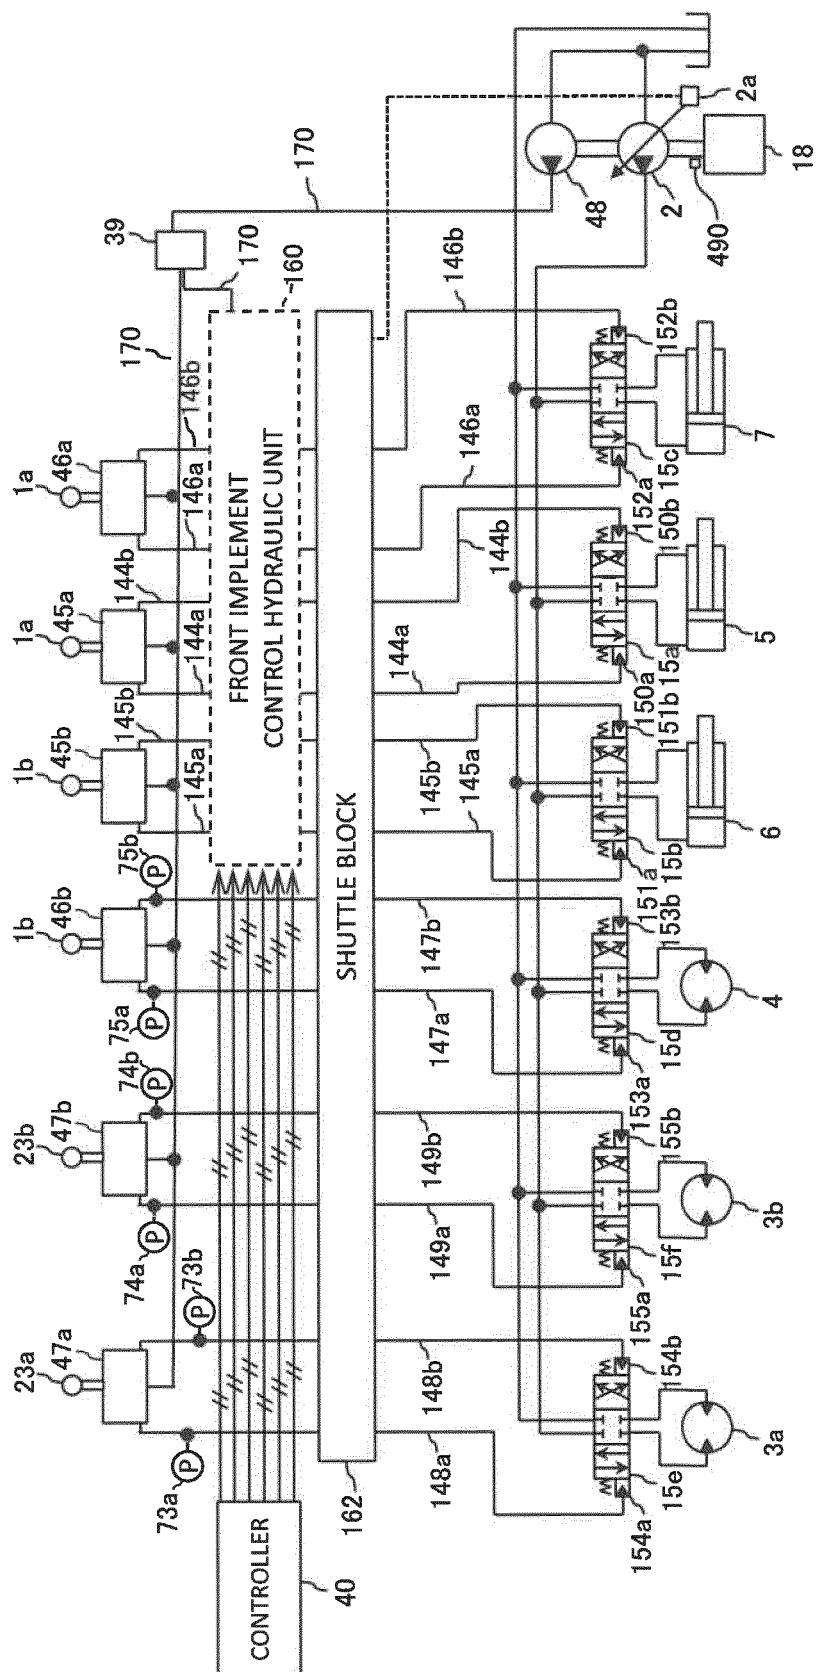 23a
47a
23b
47b
1b
46b
1b
45b
1a
45a
1a
46a
39
73a
73b
74a
74b
75a
75b
145a
145b
144a
144b
146a
146b
170
170
170
160
CONTROLLER
40
FRONT IMPLEMENT
CONTROL HYDRAULIC UNIT
162
SHUTTLE BLOCK
148a
148b
149a
149b
147a
147b
145a
145b
144a
144b
146a
146b
48
2
2a
490
18
154a
15e
154b
155a
15f
155b
153a
15d
153b
151a
15b
151b
150a
15a
150b
152a
15c
152b
3a
3b
4
6
5
7
P
P
P
P
P
P